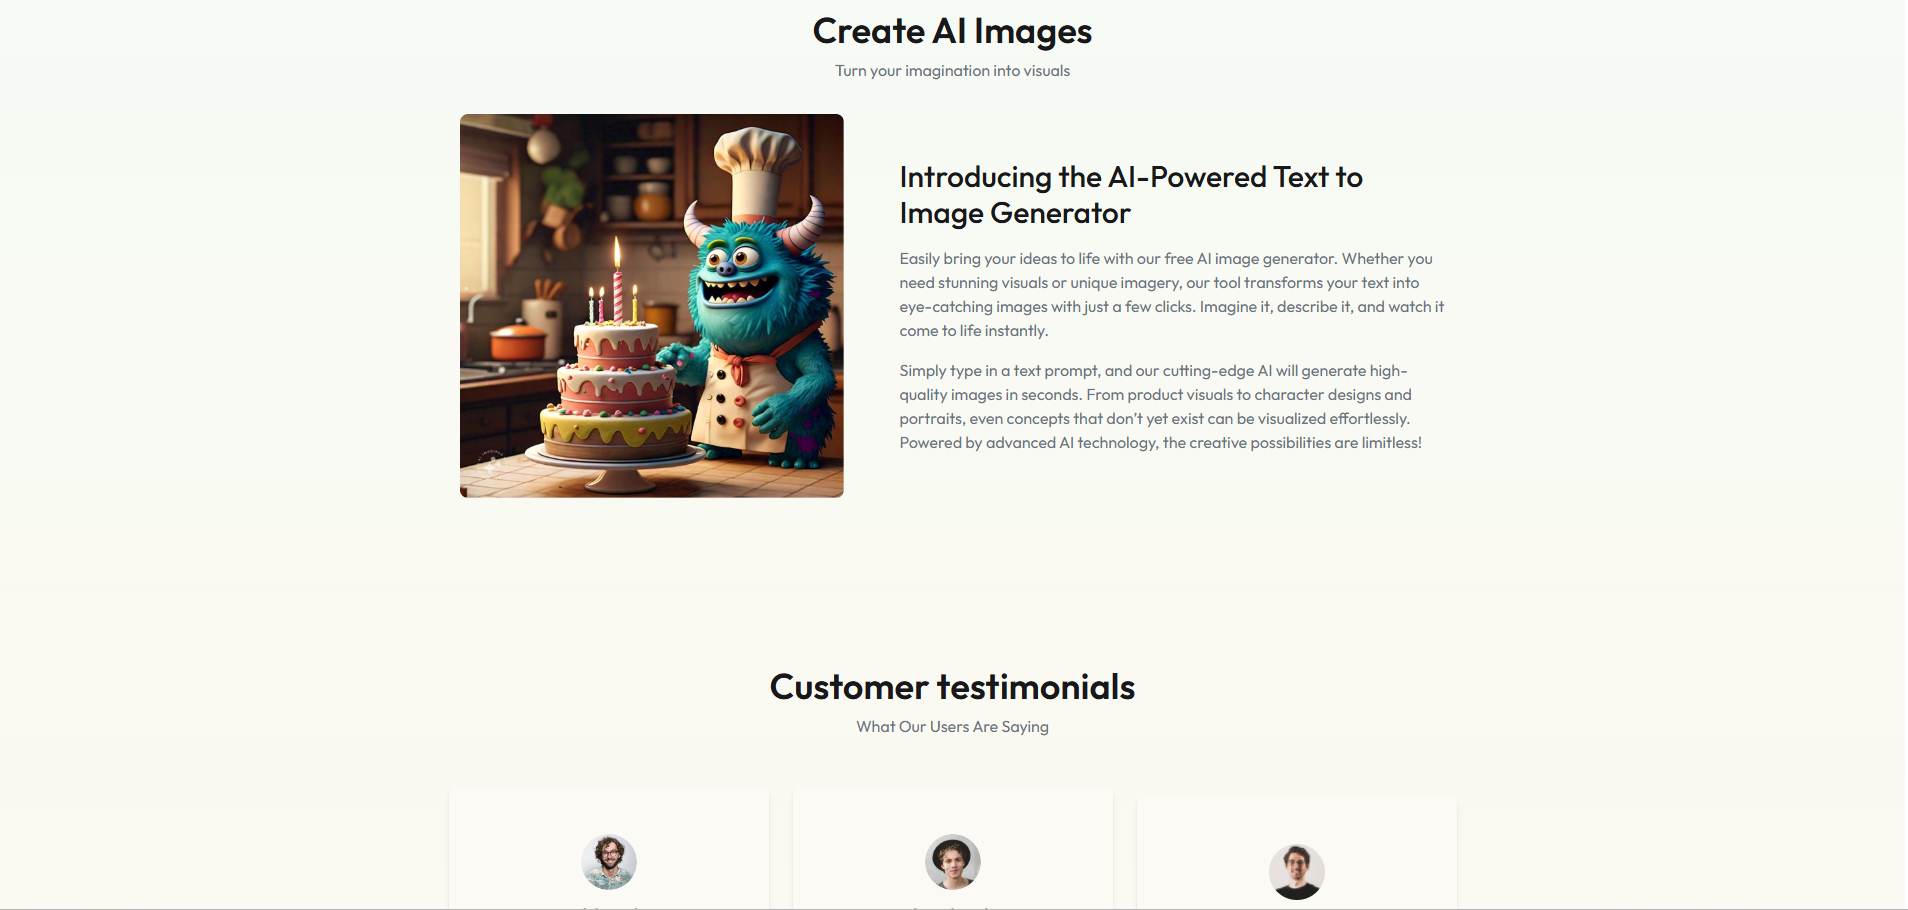 Create AI Images
Turn your imagination into visuals
Introducing the AI-Powered Text to
Image Generator
Easily bring your ideas to life with our free AI image generator. Whether you
need stunning visuals or unique imagery, our tool transforms your text into
eye-catching images with just a few clicks. Imagine it, describe it, and watch it
come to life instantly.
Simply type in a text prompt, and our cutting-edge AI will generate high-
quality images in seconds. From product visuals to character designs and
portraits, even concepts that don't yet exist can be visualized effortlessly.
Powered by advanced AI technology, the creative possibilities are limitless!
Customer testimonials
What Our Users Are Saying